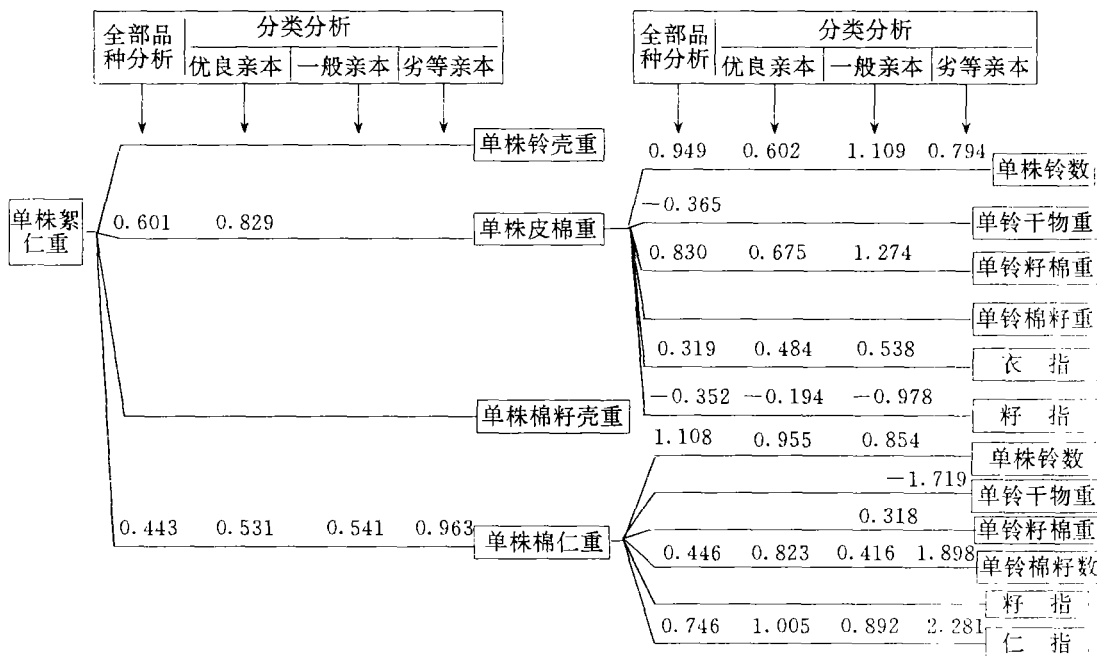 全部品种分析 分类分析 全部品种分析 分类分析
优良亲本 一般亲本 劣等亲本 优良亲本 一般亲本 劣等亲本
单株铃壳重
0.949 0.602 1.109 0.794
单株铃数
-0.365
单株絮仁重 0.601 0.829 单株皮棉重 单铃干物重
0.830 0.675 1.274
单铃籽棉重
单铃棉籽重
0.319 0.484 0.538
衣 指
-0.352 -0.194 -0.978
单株棉籽壳重 籽 指
1.108 0.955 0.854
单株铃数
-1.719
单铃干物重
0.318
0.443 0.531 0.541 0.963 单株棉仁重 单铃籽棉重
0.446 0.823 0.416 1.898
单铃棉籽数
籽 指
0.746 1.005 0.892 2.281
仁 指